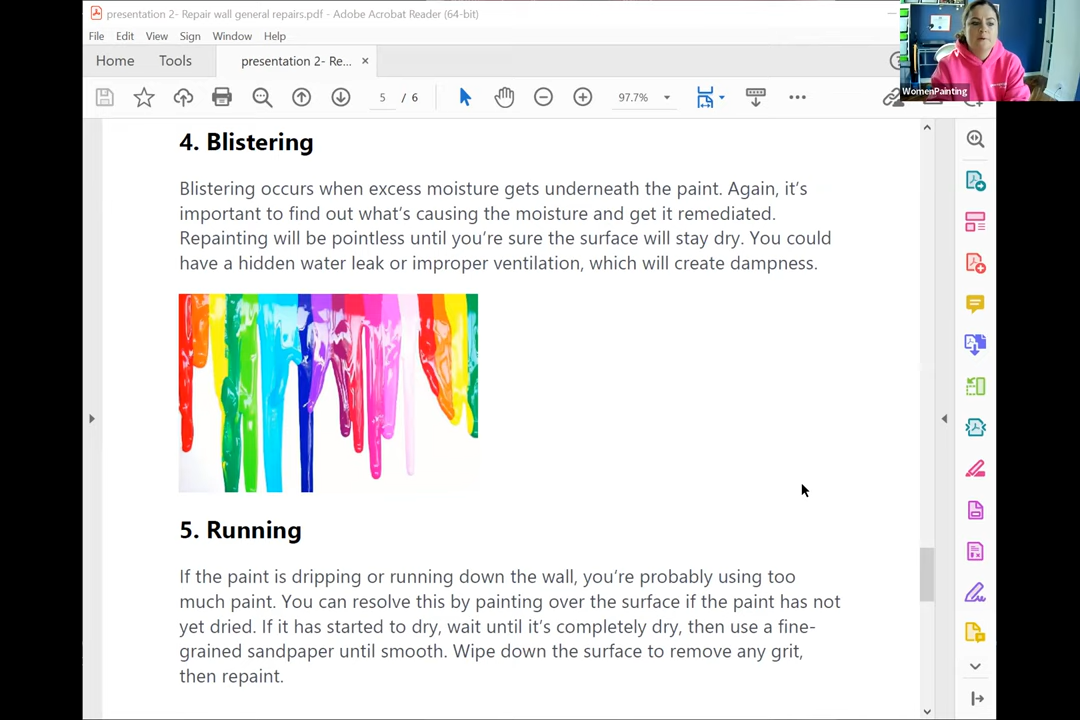 presentation 2- Repair wall general repairs.pdf - Adobe Acrobat Reader (64-bit)
File Edit View Sign Window Help
Home Tools presentation 2- Re... ×
5 / 6 97.7%
WomenPainting
4. Blistering
Blistering occurs when excess moisture gets underneath the paint. Again, it’s
important to find out what’s causing the moisture and get it remediated.
Repainting will be pointless until you’re sure the surface will stay dry. You could
have a hidden water leak or improper ventilation, which will create dampness.
5. Running
If the paint is dripping or running down the wall, you’re probably using too
much paint. You can resolve this by painting over the surface if the paint has not
yet dried. If it has started to dry, wait until it’s completely dry, then use a fine-
grained sandpaper until smooth. Wipe down the surface to remove any grit,
then repaint.